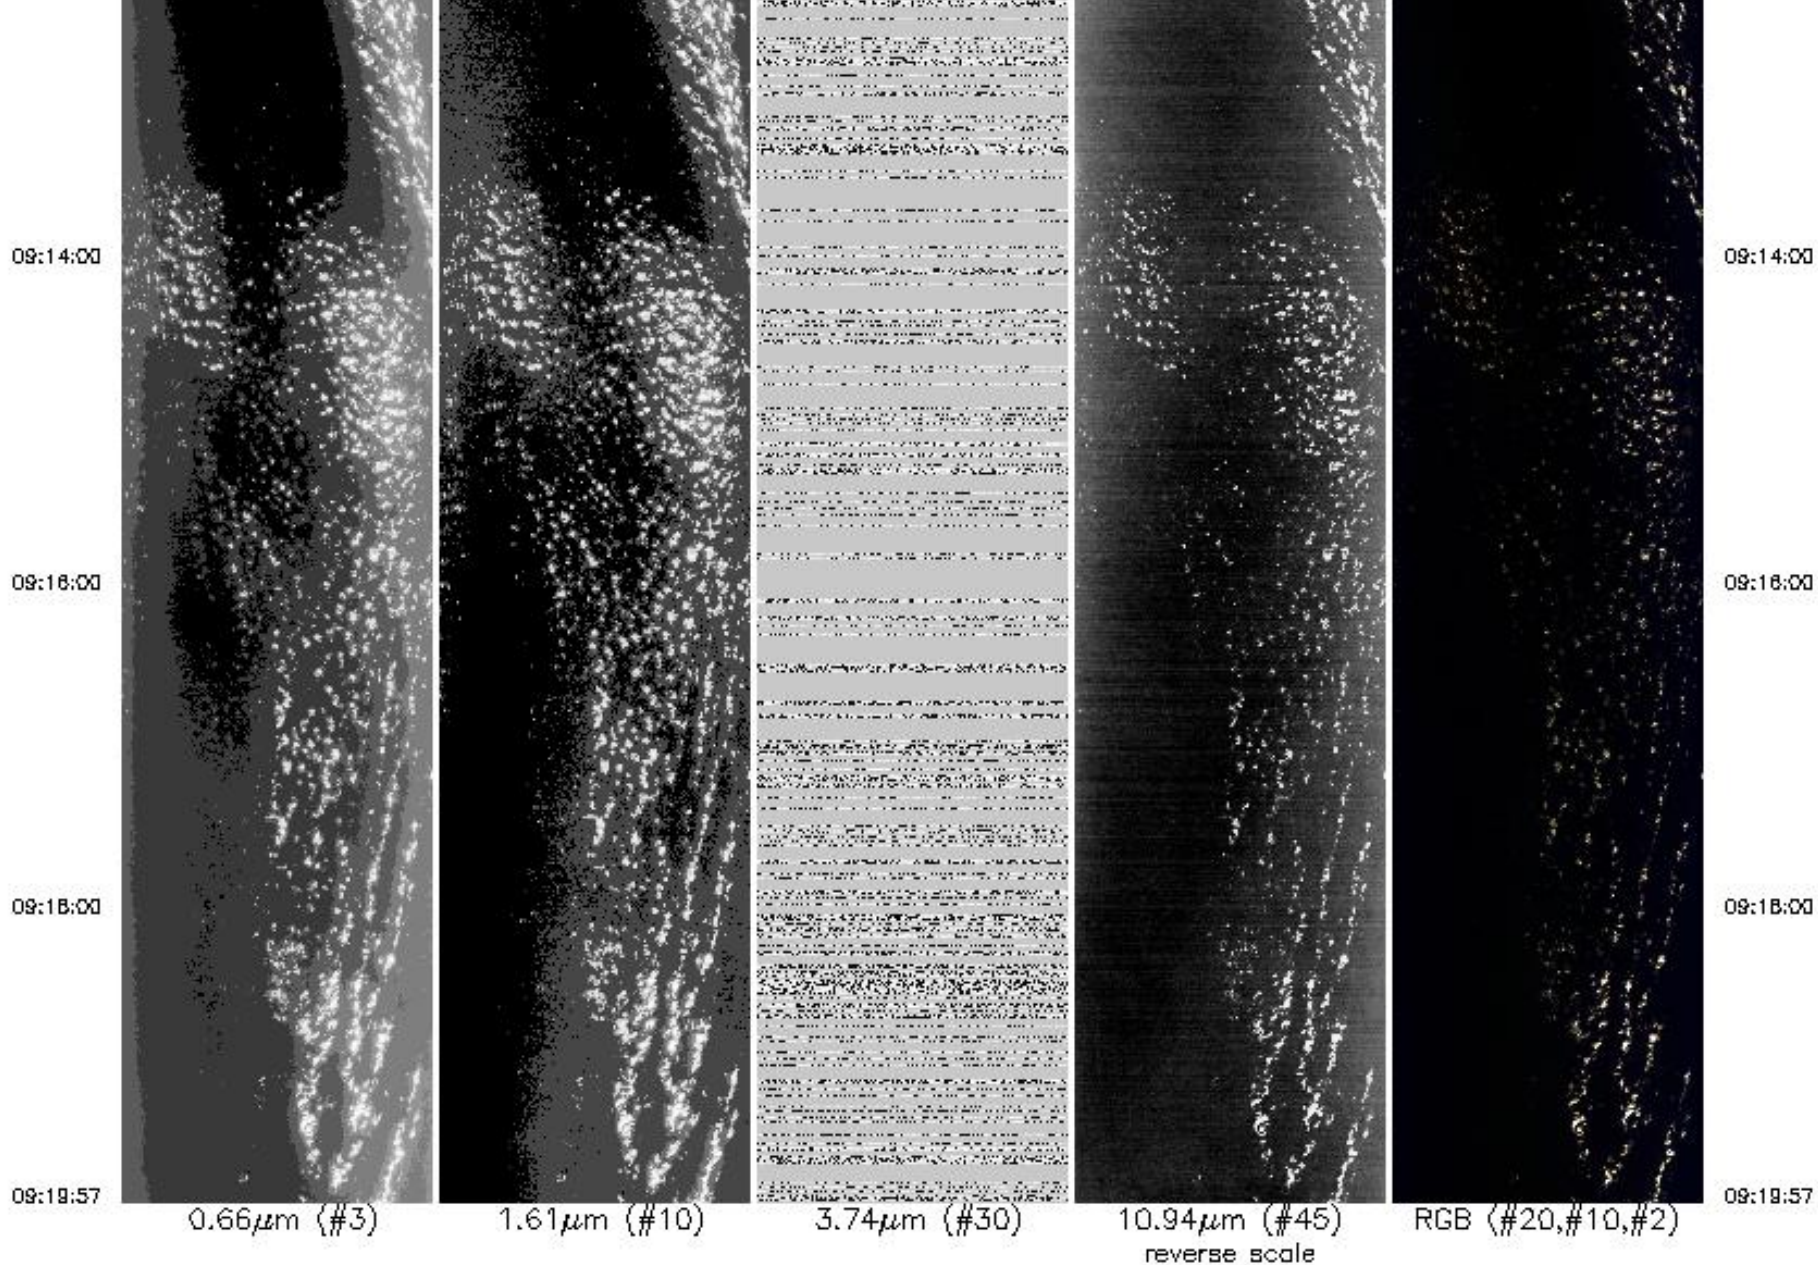 09:14:00 09:14:00
09:16:00 09:16:00
09:18:00 09:18:00
09:19:57 09:19:57
0.66μm (#3) 1.61μm (#10) 3.74μm (#30) 10.94μm (#45) RGB (#20,#10,#2)
reverse scale